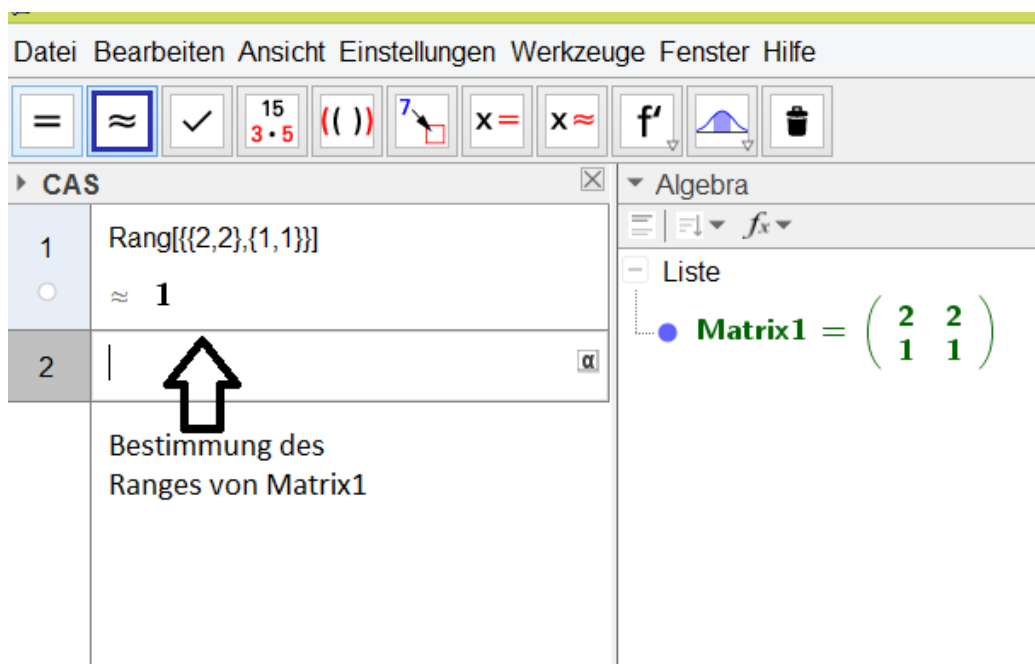 Datei Bearbeiten Ansicht Einstellungen Werkzeuge Fenster Hilfe
= ≈ ✓ 15 3·5 (( )) 7 x= x≈ f′
CAS
1 Rang[{{2,2},{1,1}}]
≈ 1
2 α
Bestimmung des
Ranges von Matrix1
Algebra
fx
Liste
Matrix1 = ( 2 2
1 1 )